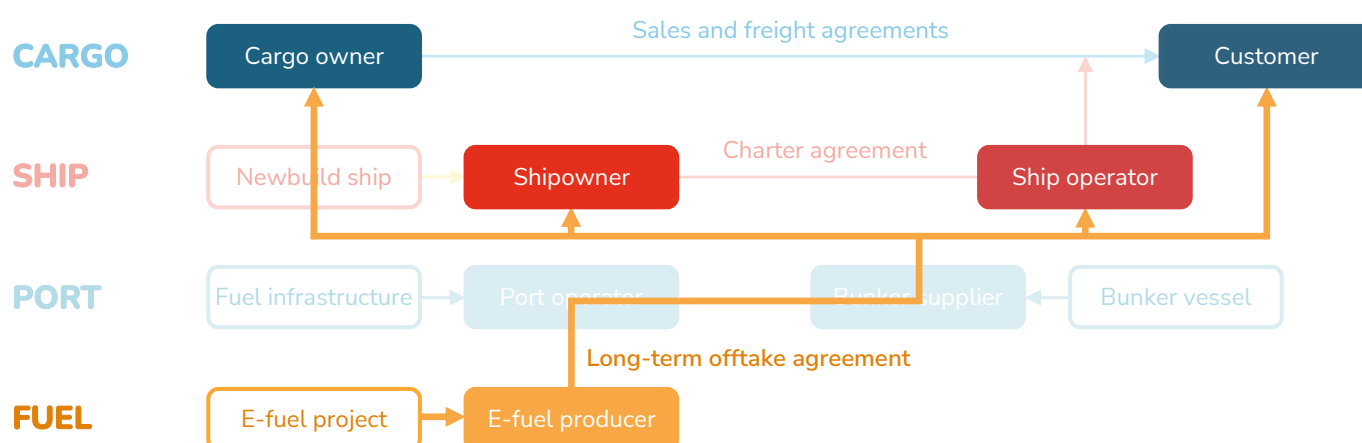 Sales and freight agreements
CARGO
Cargo owner
Customer
Charter agreement
SHIP
Newbuild ship
Shipowner
Ship operator
PORT
Fuel infrastructure
Port operator
Bunker supplier
Bunker vessel
Long-term offtake agreement
FUEL
E-fuel project
E-fuel producer